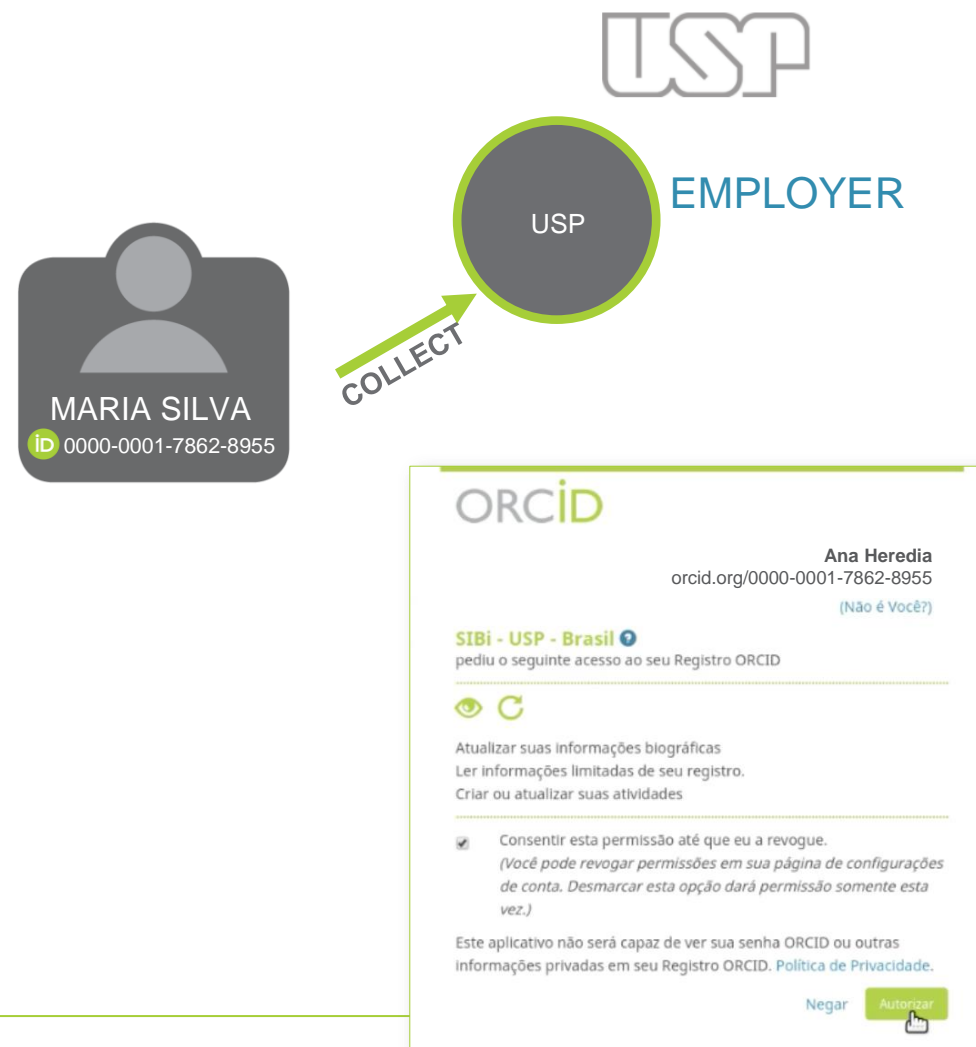 USP
USP
EMPLOYER
COLLECT
MARIA SILVA
iD 0000-0001-7862-8955
ORCiD
Ana Heredia
orcid.org/0000-0001-7862-8955
(Não é Você?)
SIBi - USP - Brasil ?
pediu o seguinte acesso ao seu Registro ORCID
Atualizar suas informações biográficas
Ler informações limitadas de seu registro.
Criar ou atualizar suas atividades
Consentir esta permissão até que eu a revogue.
(Você pode revogar permissões em sua página de configurações
de conta. Desmarcar esta opção dará permissão somente esta
vez.)
Este aplicativo não será capaz de ver sua senha ORCID ou outras
informações privadas em seu Registro ORCID. Política de Privacidade.
Negar Autorizar